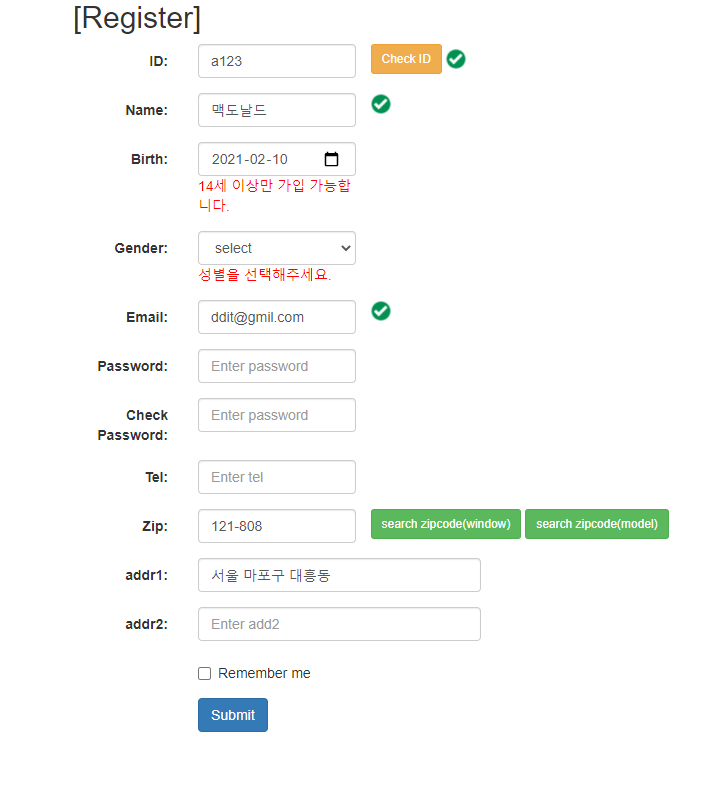 [Register]
ID: a123 Check ID
Name: 맥도날드
Birth: 2021-02-10
14세 이상만 가입 가능합
니다.
Gender: select
성별을 선택해주세요.
Email: ddit@gmil.com
Password: Enter password
Check Enter password
Password:
Tel: Enter tel
Zip: 121-808 search zipcode(window) search zipcode(model)
addr1: 서울 마포구 대흥동
addr2: Enter add2
Remember me
Submit